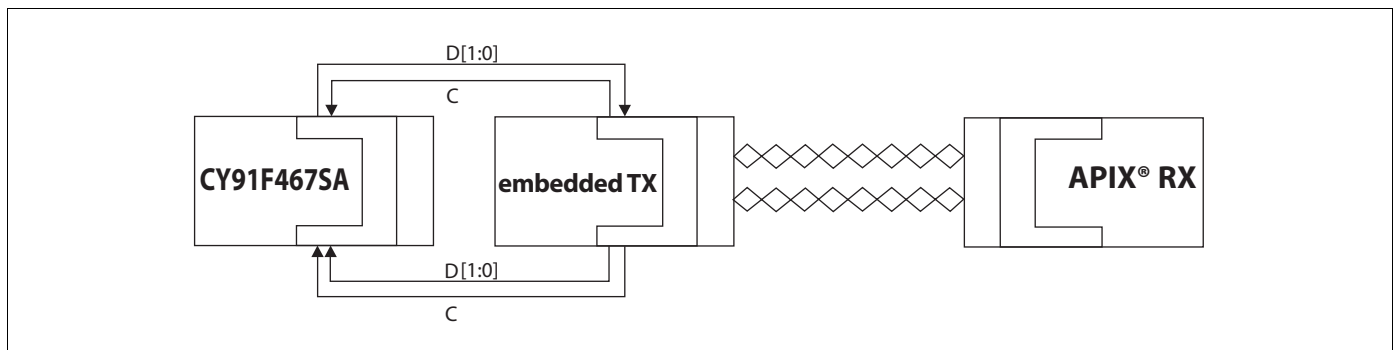 D[1:0]
C
CY91F467SA
embedded TX
APIX® RX
D[1:0]
C